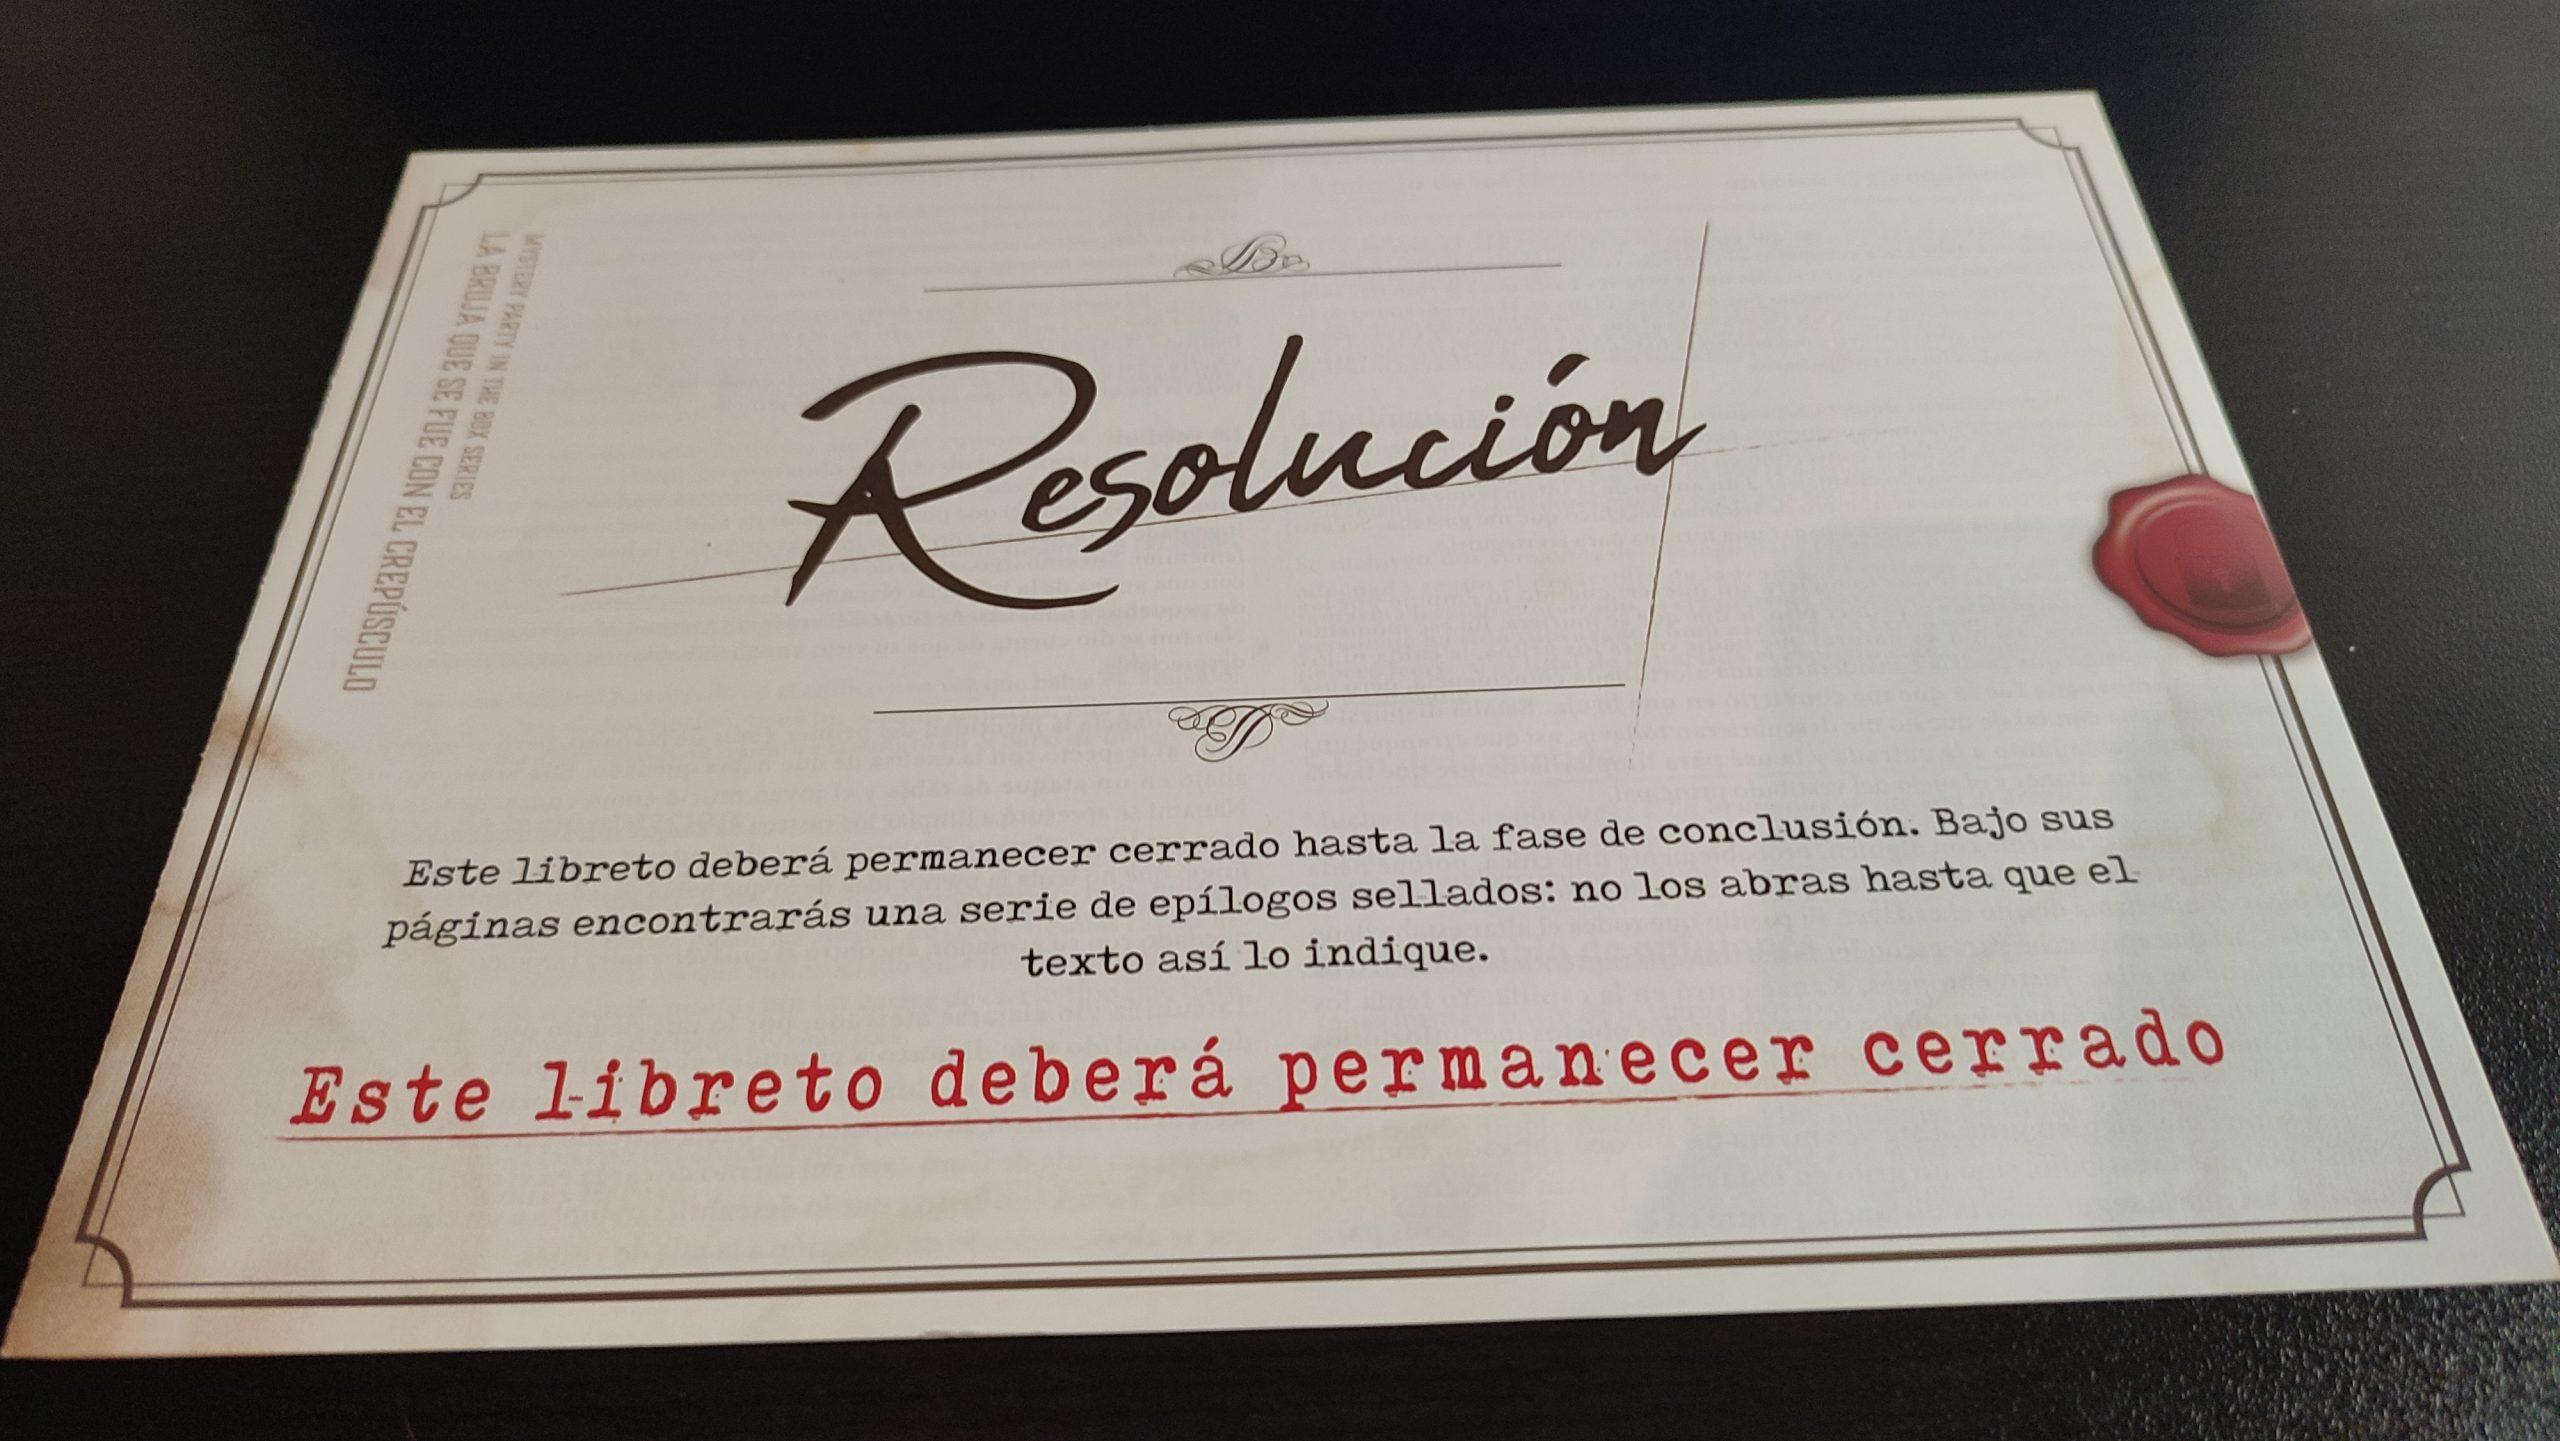 MYSTERY PARTY IN THE BOX SERIES
LA BRUJA QUE SE FUE CON EL CREPÚSCULO
Resolución
Este libreto deberá permanecer cerrado hasta la fase de conclusión. Bajo sus
páginas encontrarás una serie de epílogos sellados: no los abras hasta que el
texto así lo indique.
Este libreto deberá permanecer cerrado